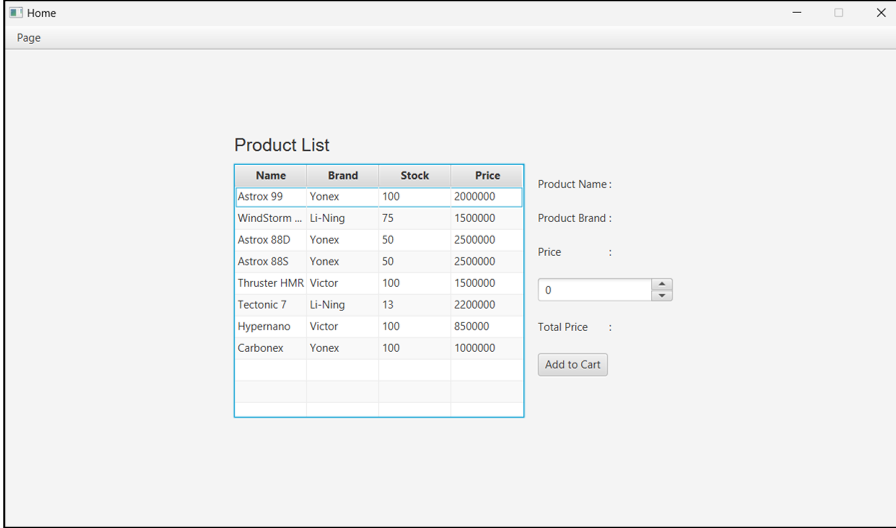 Home
Page
Product List
Name Brand Stock Price
Astrox 99 Yonex 100 2000000
WindStorm ... Li-Ning 75 1500000
Astrox 88D Yonex 50 2500000
Astrox 88S Yonex 50 2500000
Thruster HMR Victor 100 1500000
Tectonic 7 Li-Ning 13 2200000
Hypernano Victor 100 850000
Carbonex Yonex 100 1000000
Product Name :
Product Brand :
Price :
0
Total Price :
Add to Cart